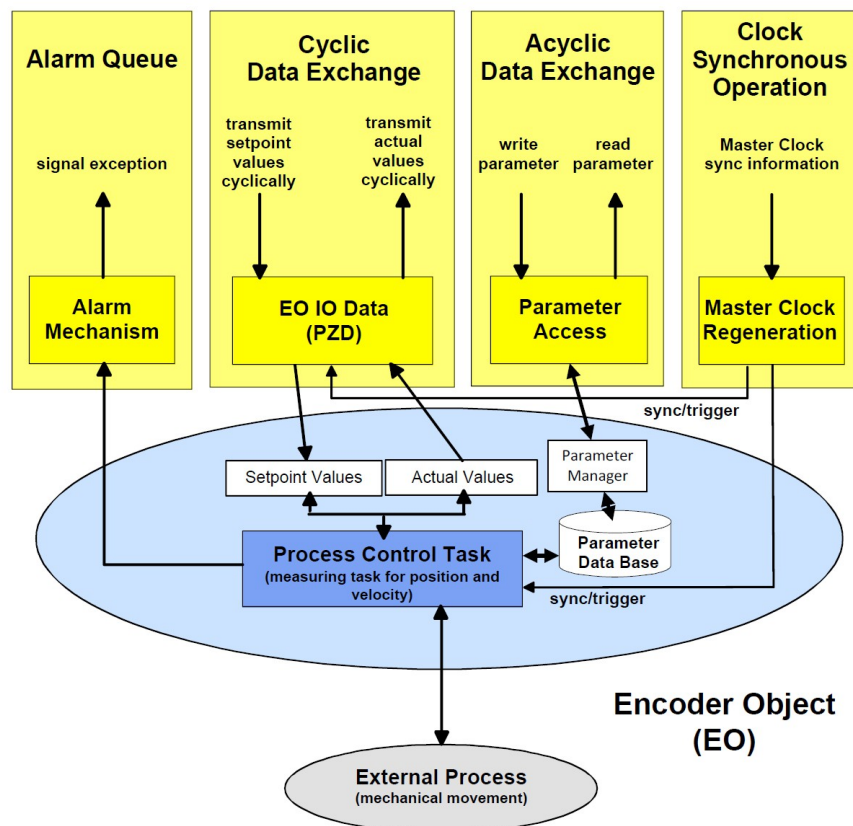 Alarm Queue
signal exception
Alarm
Mechanism
Cyclic
Data Exchange
transmit
setpoint
values
cyclically
transmit
actual
values
cyclically
EO IO Data
(PZD)
Acyclic
Data Exchange
write
parameter
read
parameter
Parameter
Access
Clock
Synchronous
Operation
Master Clock
sync information
Master Clock
Regeneration
sync/trigger
Setpoint Values
Actual Values
Parameter
Manager
Parameter
Data Base
Process Control Task
(measuring task for position and
velocity)
sync/trigger
Encoder Object
(EO)
External Process
(mechanical movement)